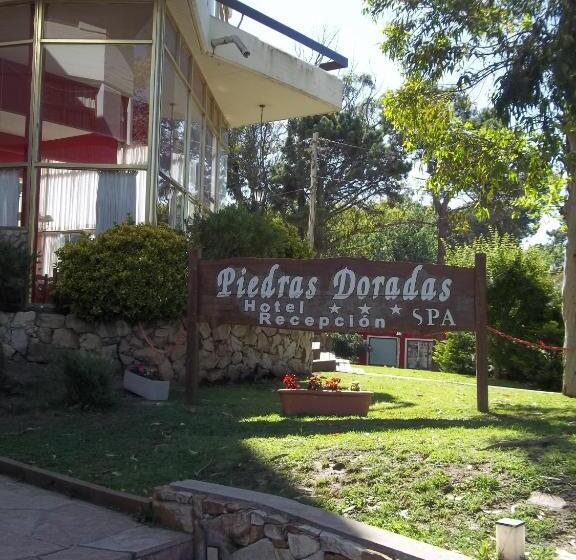 Piedras Doradas
Hotel ★ ★ ★ SPA
Recepción